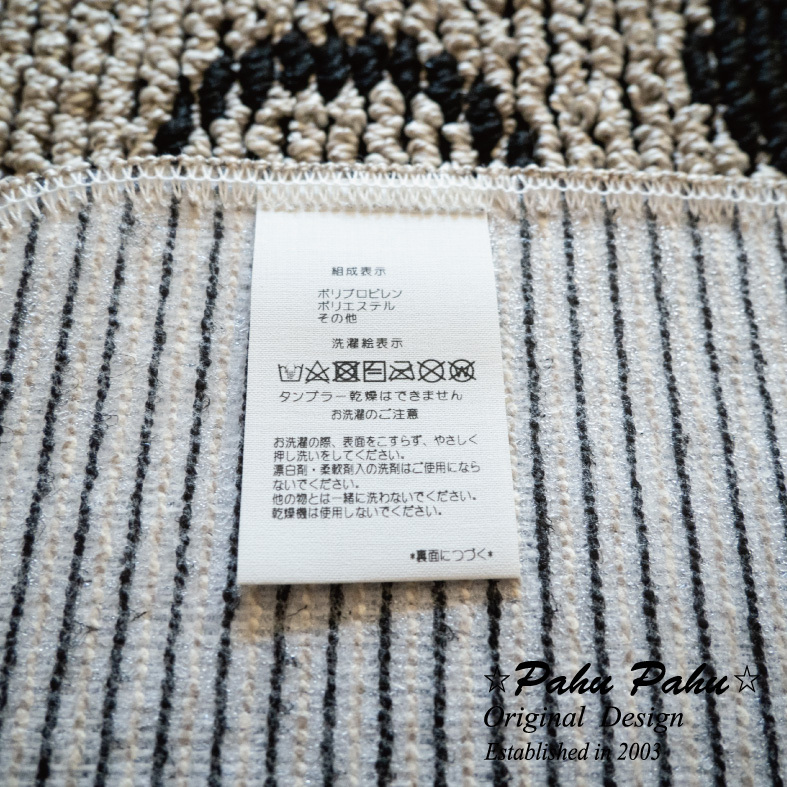 組成表示
ポリプロピレン
ポリエステル
その他
洗濯絵表示
タンブラー乾燥はできません
お洗濯のご注意
お洗濯の際、表面をこすらず、やさしく
押し洗いをしてください。
漂白剤・柔軟剤入の洗剤はご使用になら
ないでください。
他の物とは一緒に洗わないでください。
乾燥機は使用しないでください。
*裏面につづく*
☆Pahu Pahu☆
Original Design
Established in 2003